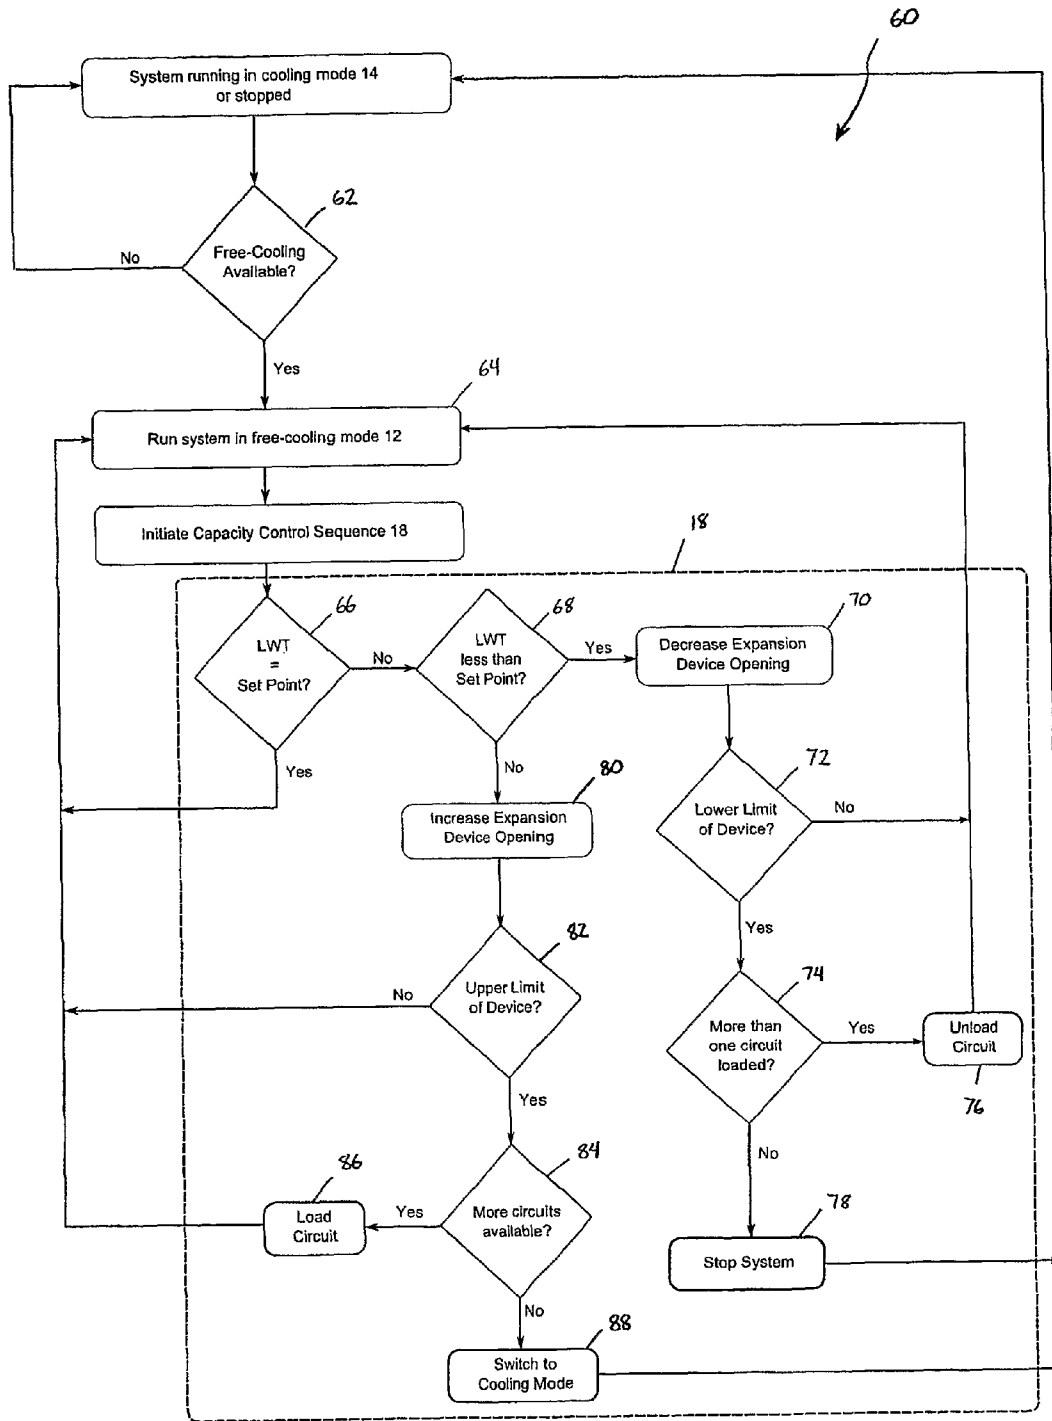 60
System running in cooling mode 14
or stopped
62
Free-Cooling
Available?
No
Yes
64
Run system in free-cooling mode 12
Initiate Capacity Control Sequence 18
18
66
LWT
=
Set Point?
No
Yes
68
LWT
less than
Set Point?
Yes
No
70
Decrease Expansion
Device Opening
72
Lower Limit
of Device?
No
Yes
80
Increase Expansion
Device Opening
82
Upper Limit
of Device?
No
Yes
74
More than
one circuit
loaded?
Yes
No
Unload
Circuit
76
84
More circuits
available?
Yes
No
86
Load
Circuit
78
Stop System
88
Switch to
Cooling Mode